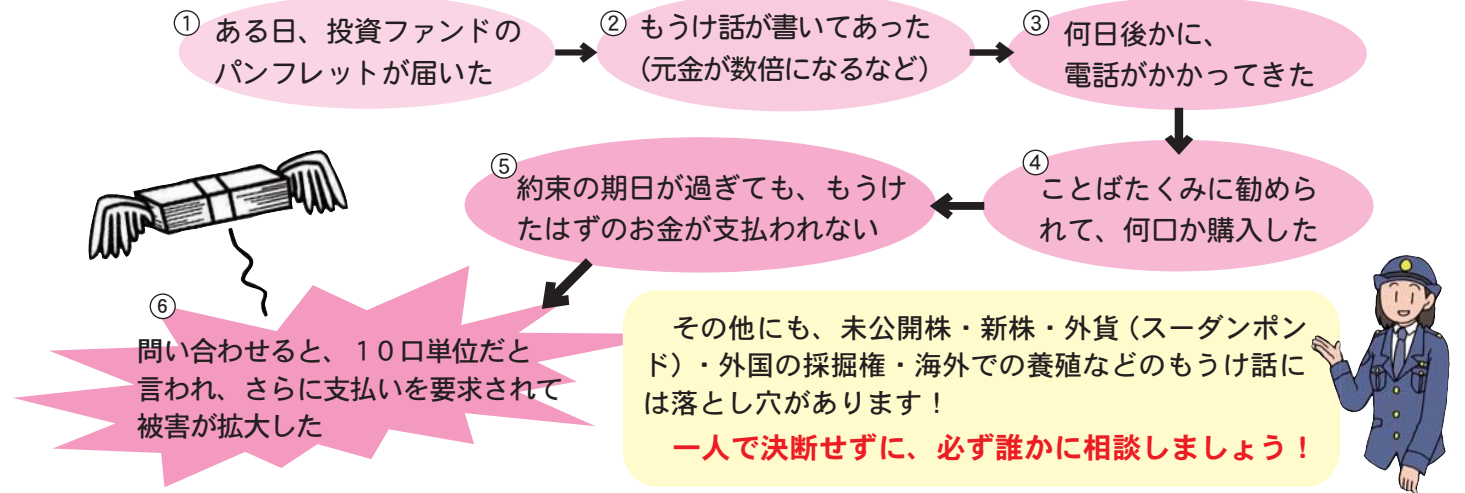 ① ある日、投資ファンドの
パンフレットが届いた
② もうけ話が書いてあった
（元金が数倍になるなど）
③ 何日後かに、
電話がかかってきた
④ ことばたくみに勧めら
れて、何口か購入した
⑤ 約束の期日が過ぎても、もうけ
たはずのお金が支払われない
⑥ 問い合わせると、１０口単位だと
言われ、さらに支払いを要求されて
被害が拡大した
その他にも、未公開株・新株・外貨（スーダンポン
ド）・外国の採掘権・海外での養殖などのもうけ話に
は落とし穴があります！
一人で決断せずに、必ず誰かに相談しましょう！